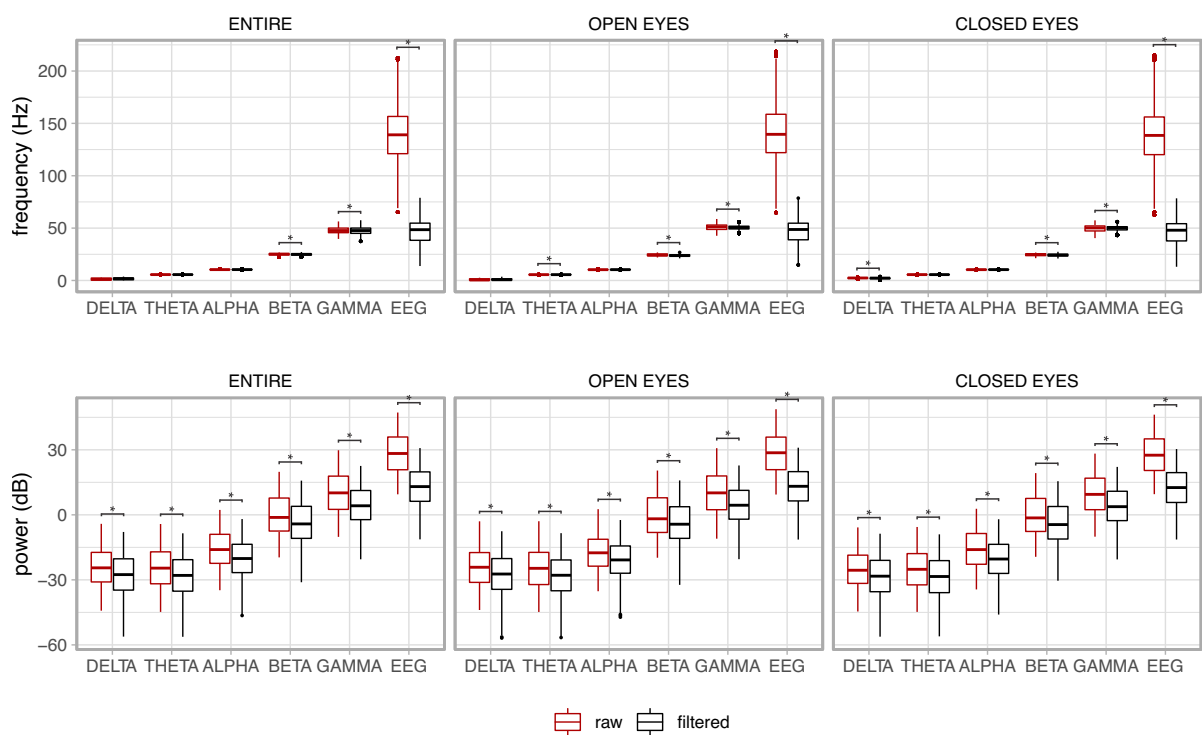 ENTIRE OPEN EYES CLOSED EYES
frequency (Hz)
200
150
100
50
0
* * * *
* * * * *
* * * * *
DELTA THETA ALPHA BETA GAMMA EEG DELTA THETA ALPHA BETA GAMMA EEG DELTA THETA ALPHA BETA GAMMA EEG
ENTIRE OPEN EYES CLOSED EYES
power (dB)
30
0
−30
−60
* * * * * *
* * * * * *
* * * * * *
DELTA THETA ALPHA BETA GAMMA EEG DELTA THETA ALPHA BETA GAMMA EEG DELTA THETA ALPHA BETA GAMMA EEG
raw filtered